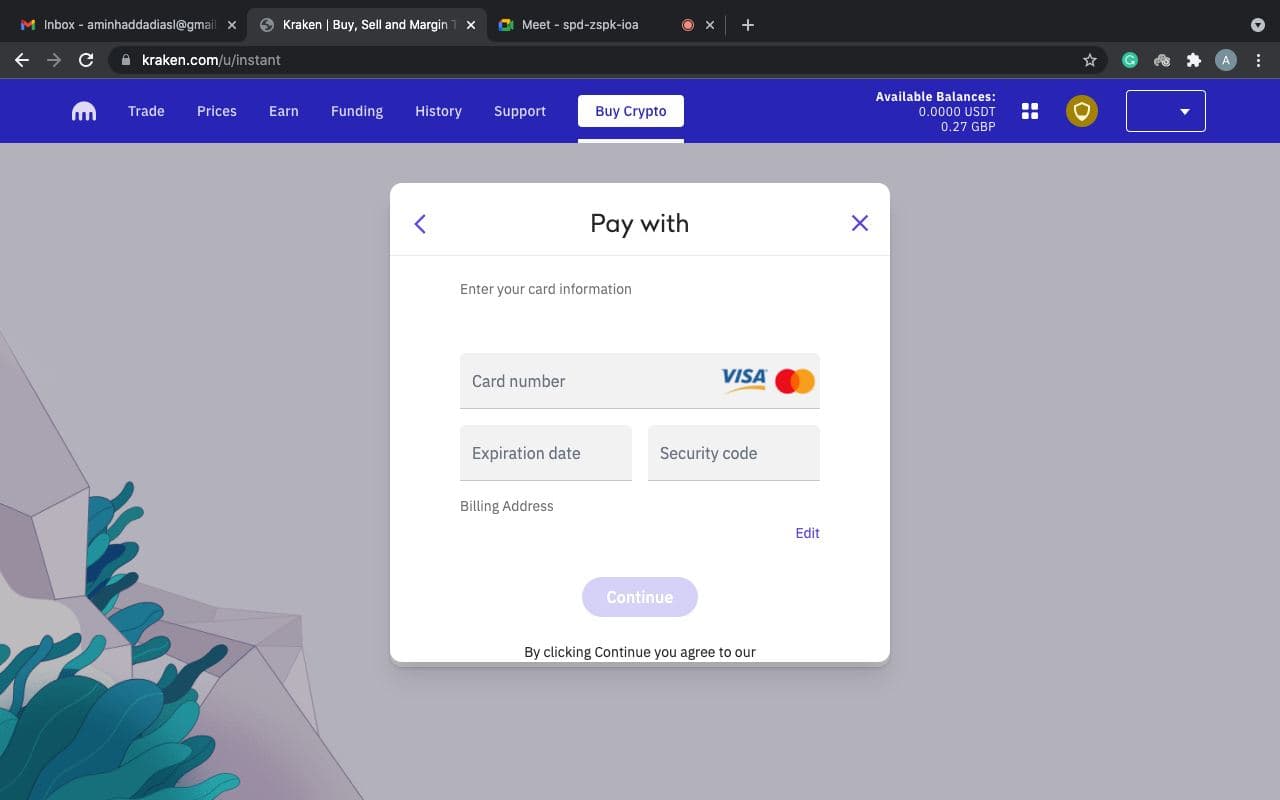 Inbox - aminhaddadiasl@gmail
Kraken | Buy, Sell and Margin T
Meet - spd-zspk-ioa
kraken.com/u/instant
A
Trade
Prices
Earn
Funding
History
Support
Buy Crypto
Available Balances:
0.0000 USDT
0.27 GBP
Pay with
Enter your card information
Card number
VISA
Expiration date
Security code
Billing Address
Edit
Continue
By clicking Continue you agree to our